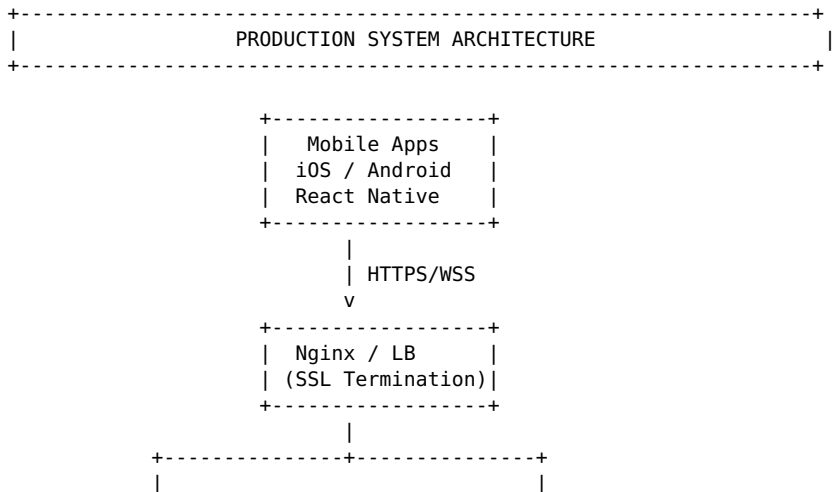 +------------------------------------------------------------------+
| PRODUCTION SYSTEM ARCHITECTURE |
+------------------------------------------------------------------+
+------------------+
| Mobile Apps |
| iOS / Android |
| React Native |
+------------------+
|
| HTTPS/WSS
v
+------------------+
| Nginx / LB |
| (SSL Termination)|
+------------------+
|
+---------------+---------------+
| |